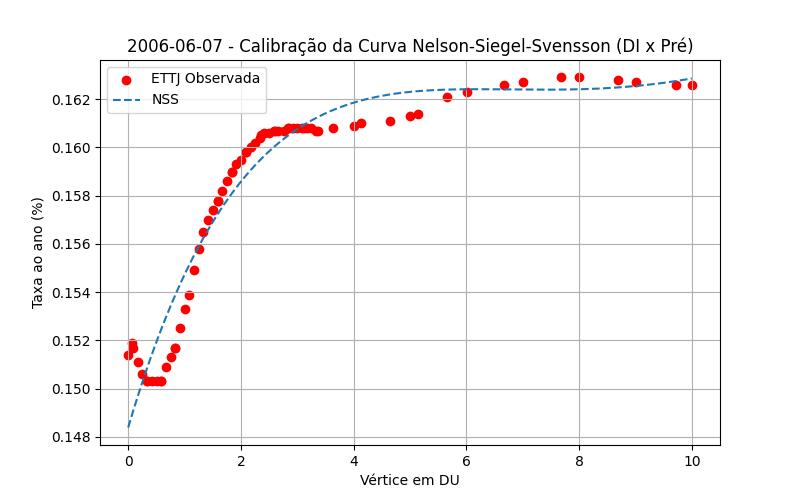 2006-06-07 - Calibração da Curva Nelson-Siegel-Svensson (DI x Pré)
ETTJ Observada
NSS
Taxa ao ano (%)
0.162
0.160
0.158
0.156
0.154
0.152
0.150
0.148
0 2 4 6 8 10
Vértice em DU